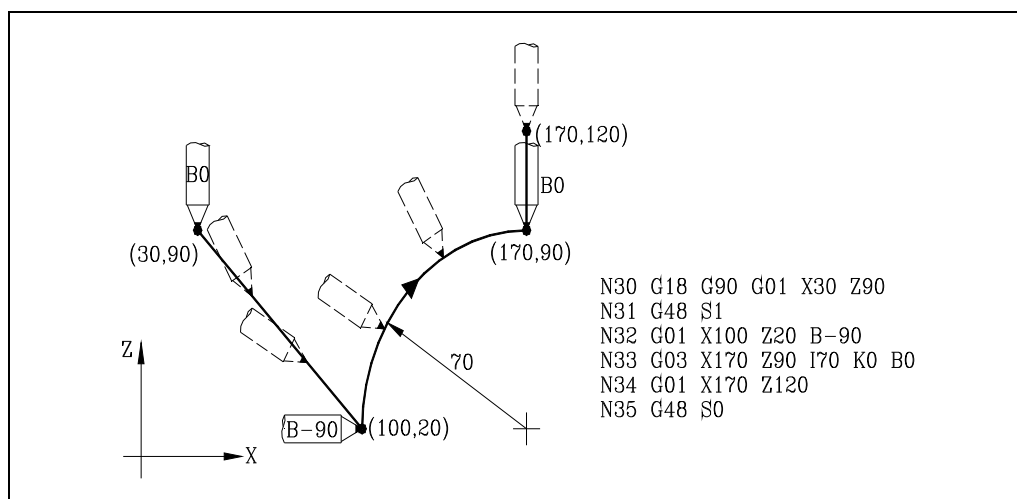 (170,120)
B0
B0
(30,90)
(170,90)
N30 G18 G90 G01 X30 Z90
N31 G48 S1
N32 G01 X100 Z20 B-90
N33 G03 X170 Z90 I70 K0 B0
N34 G01 X170 Z120
N35 G48 S0
Z
70
B-90
(100,20)
X